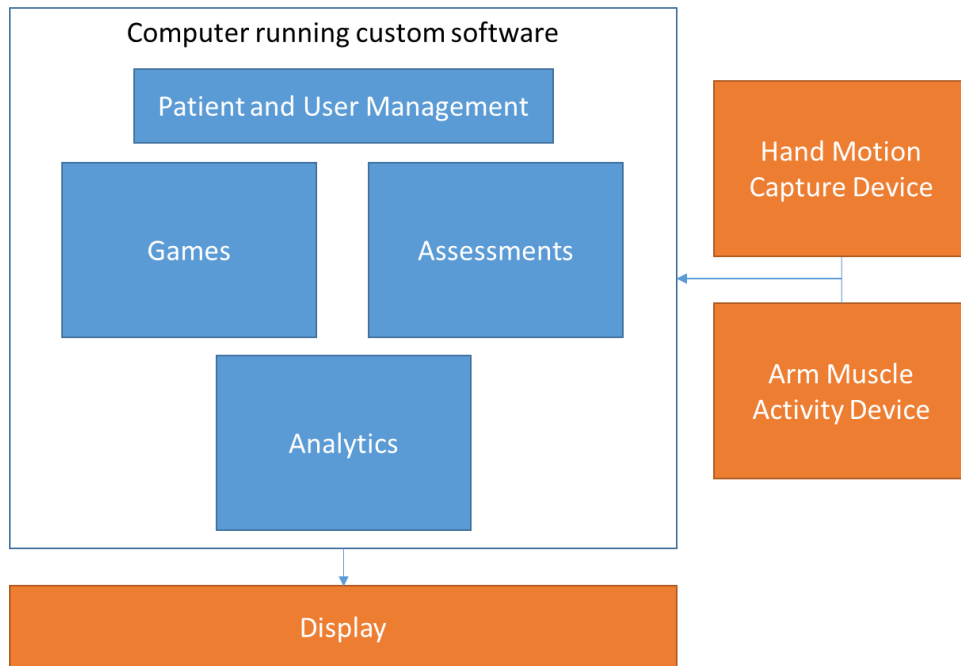 Computer running custom software
Patient and User Management
Games
Assessments
Analytics
Hand Motion
Capture Device
Arm Muscle
Activity Device
Display